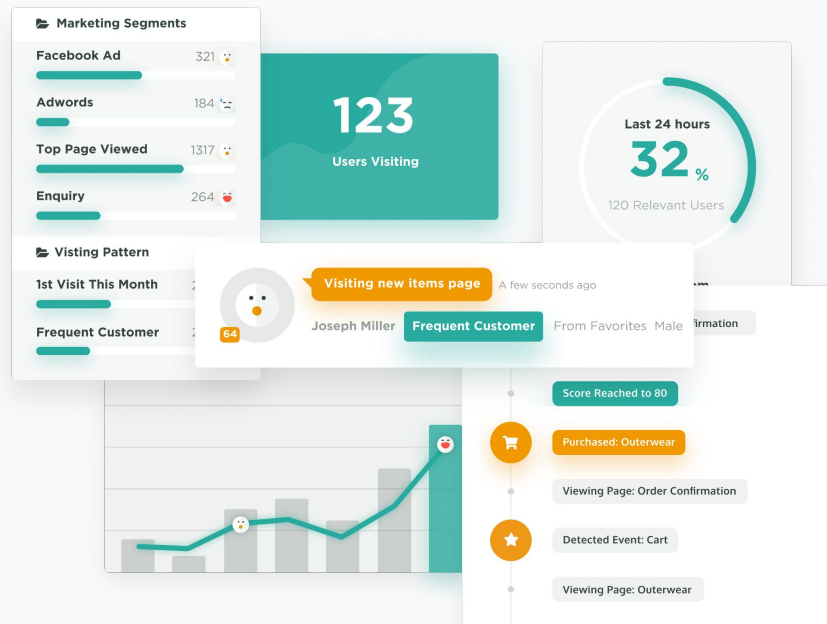 Marketing Segments
Facebook Ad 321
Adwords 184
Top Page Viewed 1317
Enquiry 264
Visting Pattern
1st Visit This Month
Frequent Customer
123
Users Visiting
Last 24 hours
32 %
120 Relevant Users
Visiting new items page A few seconds ago
64
Joseph Miller Frequent Customer From Favorites Male
Score Reached to 80
Purchased: Outerwear
Viewing Page: Order Confirmation
Detected Event: Cart
Viewing Page: Outerwear